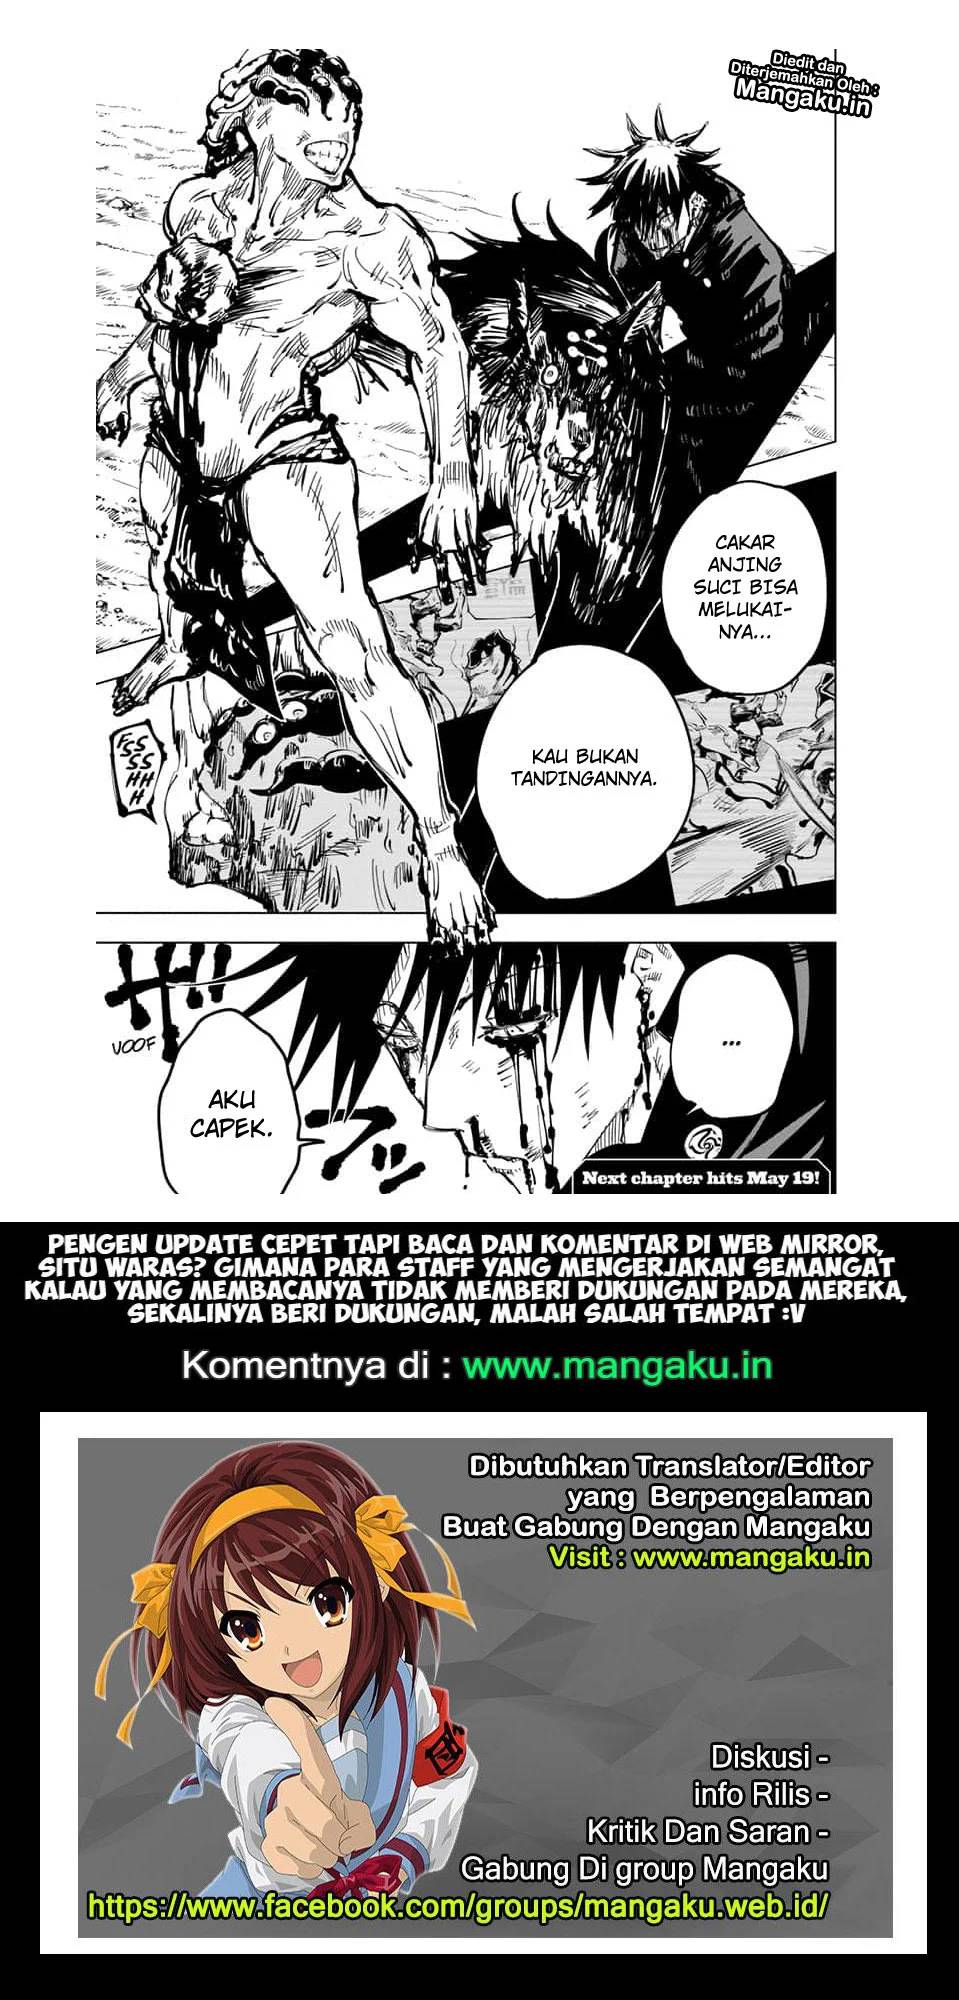 Diedit dan
Diterjemahkan Oleh :
Mangaku.in
CAKAR
ANJING
SUCI BISA
MELUKAI-
NYA...
KAU BUKAN
TANDINGANNYA.
FSS
SSS
HH
H
VOOF
AKU
CAPEK.
...
Next chapter hits May 19!
PENGEN UPDATE CEPET TAPI BACA DAN KOMENTAR DI WEB MIRROR,
SITU WARAS? GIMANA PARA STAFF YANG MENGERJAKAN SEMANGAT
KALAU YANG MEMBACANYA TIDAK MEMBERI DUKUNGAN PADA MEREKA,
SEKALINYA BERI DUKUNGAN, MALAH SALAH TEMPAT :V
Komentnya di : www.mangaku.in
Dibutuhkan Translator/Editor
yang Berpengalaman
Buat Gabung Dengan Mangaku
Visit : www.mangaku.in
団
Diskusi -
info Rilis -
Kritik Dan Saran -
Gabung Di group Mangaku
https://www.facebook.com/groups/mangaku.web.id/